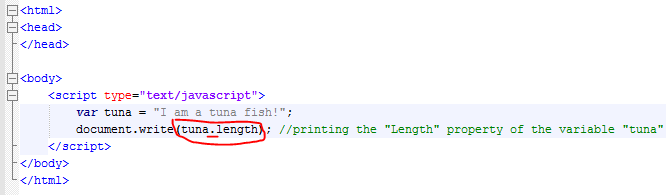 <html>
<head>
</head>
<body>
<script type="text/javascript">
var tuna = "I am a tuna fish!";
document.write(tuna.length); //printing the "Length" property of the variable "tuna"
</script>
</body>
</html>